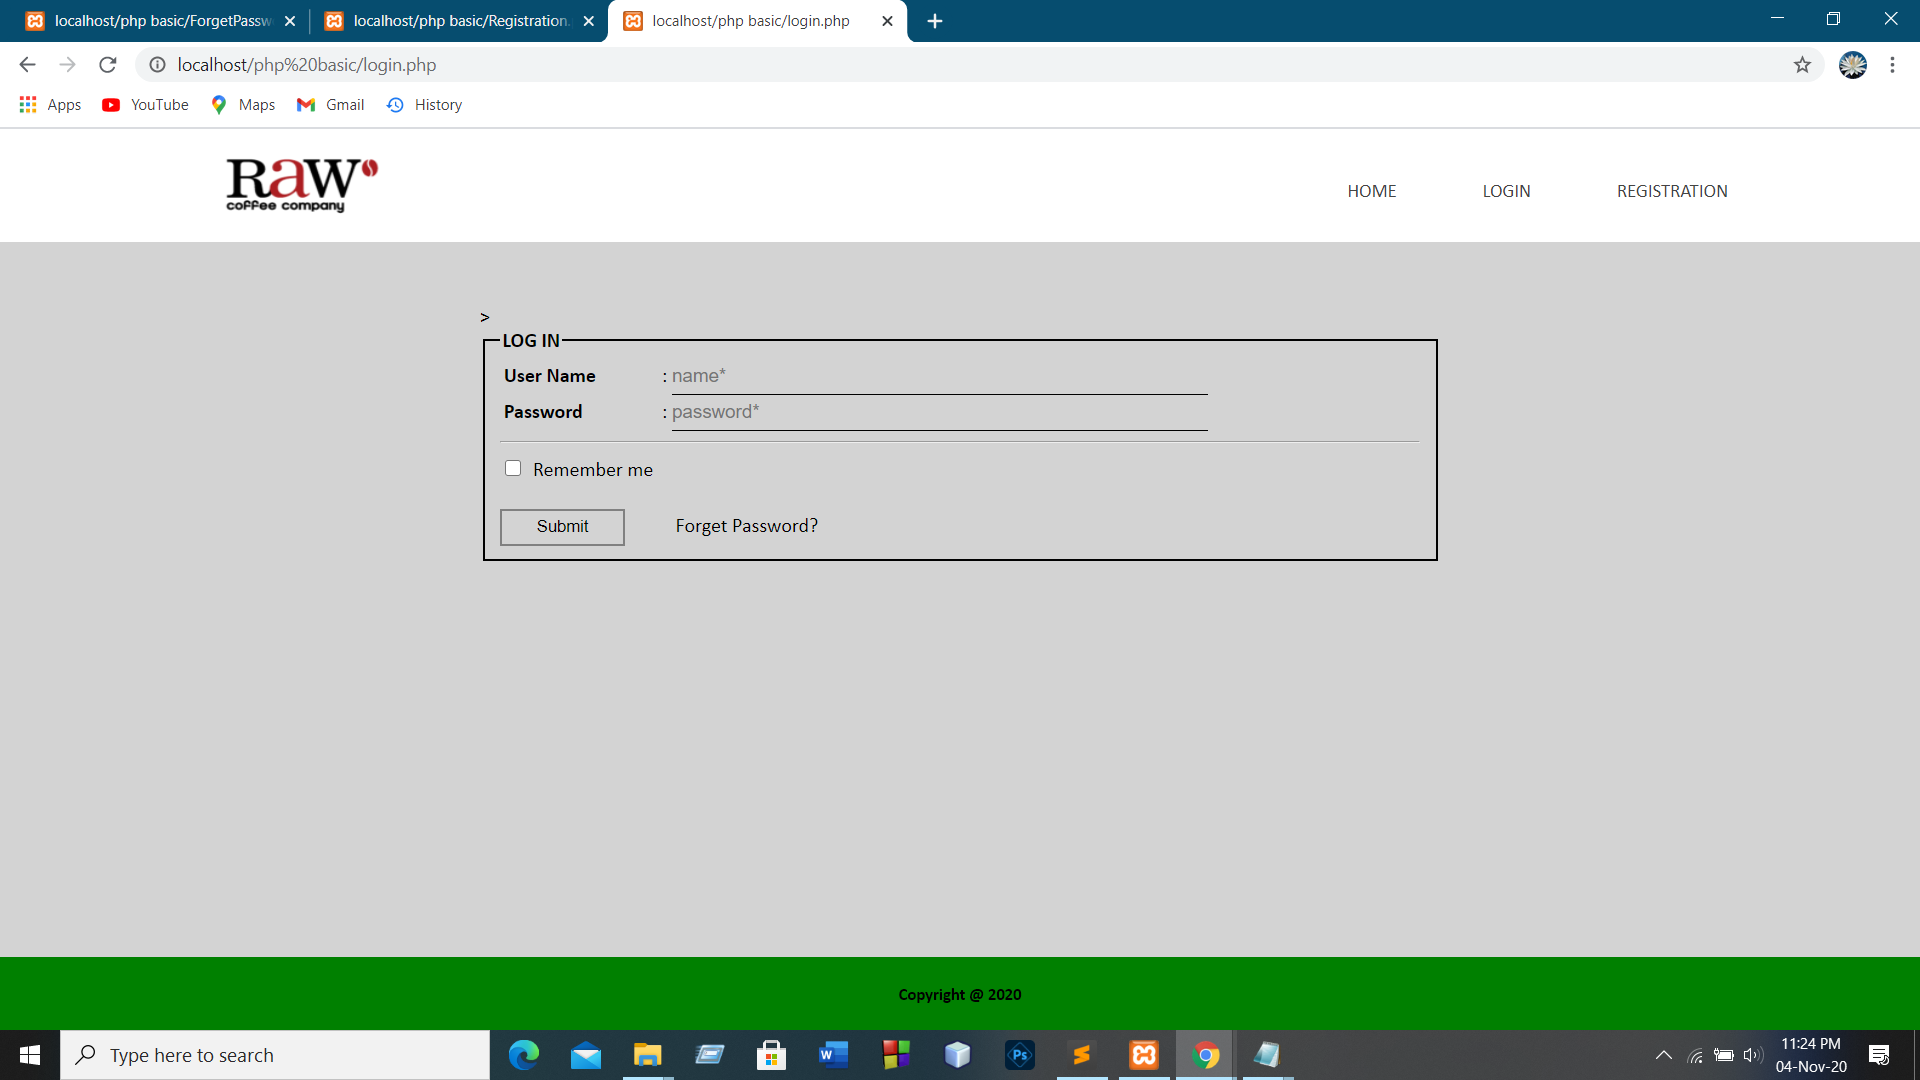 localhost/php basic/ForgetPassw
localhost/php basic/Registration.
localhost/php basic/login.php
localhost/php%20basic/login.php
Apps
YouTube
Maps
Gmail
History
Raw
coffee company
HOME
LOGIN
REGISTRATION
>
LOG IN
User Name : name*
Password : password*
Remember me
Submit
Forget Password?
Copyright @ 2020
Type here to search
W
Ps
11:24 PM
04-Nov-20